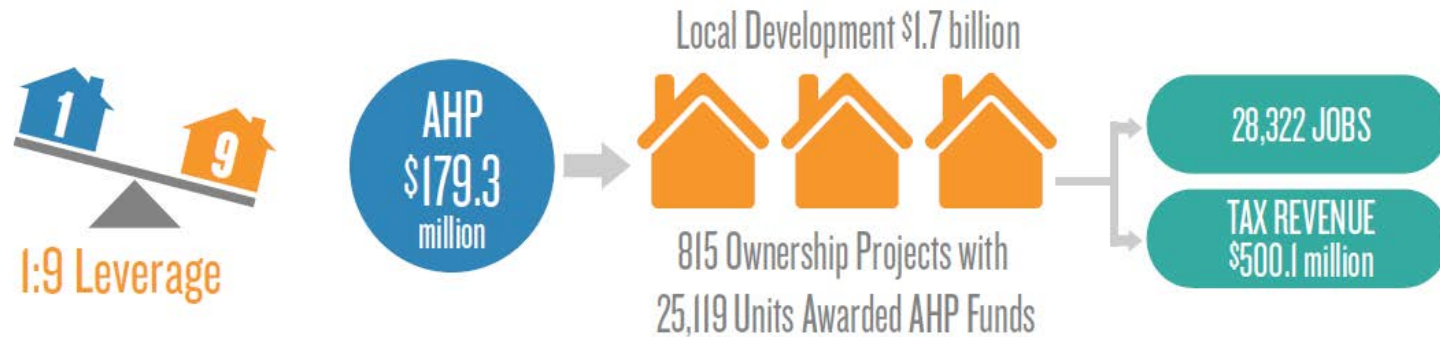 1
9
1:9 Leverage
AHP
$179.3
million
Local Development $1.7 billion
815 Ownership Projects with
25,119 Units Awarded AHP Funds
28,322 JOBS
TAX REVENUE
$500.1 million